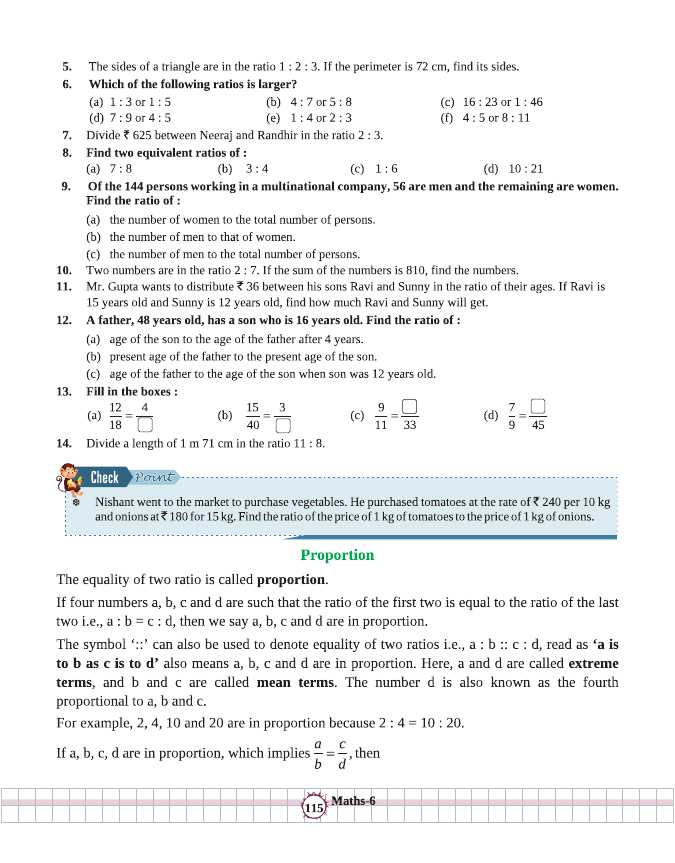 5. The sides of a triangle are in the ratio 1 : 2 : 3. If the perimeter is 72 cm, find its sides.
6. Which of the following ratios is larger?
(a) 1 : 3 or 1 : 5 (b) 4 : 7 or 5 : 8 (c) 16 : 23 or 1 : 46
(d) 7 : 9 or 4 : 5 (e) 1 : 4 or 2 : 3 (f) 4 : 5 or 8 : 11
7. Divide ₹ 625 between Neeraj and Randhir in the ratio 2 : 3.
8. Find two equivalent ratios of :
(a) 7 : 8 (b) 3 : 4 (c) 1 : 6 (d) 10 : 21
9. Of the 144 persons working in a multinational company, 56 are men and the remaining are women.
Find the ratio of :
(a) the number of women to the total number of persons.
(b) the number of men to that of women.
(c) the number of men to the total number of persons.
10. Two numbers are in the ratio 2 : 7. If the sum of the numbers is 810, find the numbers.
11. Mr. Gupta wants to distribute ₹ 36 between his sons Ravi and Sunny in the ratio of their ages. If Ravi is
15 years old and Sunny is 12 years old, find how much Ravi and Sunny will get.
12. A father, 48 years old, has a son who is 16 years old. Find the ratio of :
(a) age of the son to the age of the father after 4 years.
(b) present age of the father to the present age of the son.
(c) age of the father to the age of the son when son was 12 years old.
13. Fill in the boxes :
(a) 12/18 = 4/□ (b) 15/40 = 3/□ (c) 9/11 = □/33 (d) 7/9 = □/45
14. Divide a length of 1 m 71 cm in the ratio 11 : 8.
Check Point
Nishant went to the market to purchase vegetables. He purchased tomatoes at the rate of ₹ 240 per 10 kg
and onions at ₹ 180 for 15 kg. Find the ratio of the price of 1 kg of tomatoes to the price of 1 kg of onions.
Proportion
The equality of two ratio is called proportion.
If four numbers a, b, c and d are such that the ratio of the first two is equal to the ratio of the last
two i.e., a : b = c : d, then we say a, b, c and d are in proportion.
The symbol ‘::’ can also be used to denote equality of two ratios i.e., a : b :: c : d, read as ‘a is
to b as c is to d’ also means a, b, c and d are in proportion. Here, a and d are called extreme
terms, and b and c are called mean terms. The number d is also known as the fourth
proportional to a, b and c.
For example, 2, 4, 10 and 20 are in proportion because 2 : 4 = 10 : 20.
If a, b, c, d are in proportion, which implies a/b = c/d, then
115 Maths-6